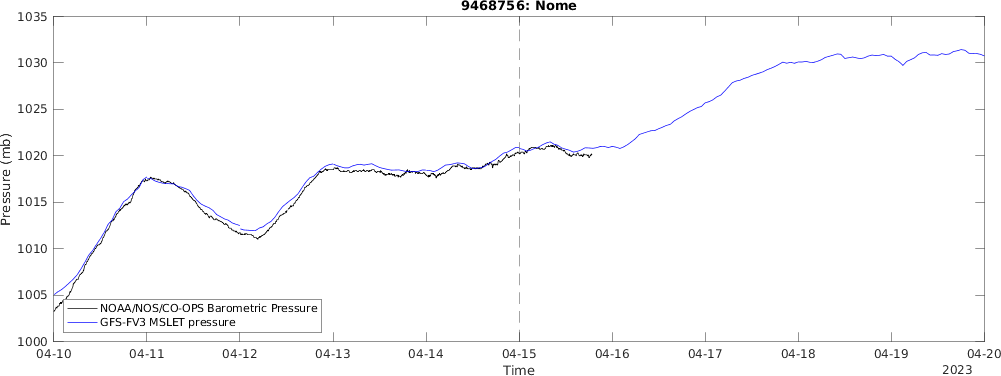 9468756: Nome
1035
1030
1025
1020
1015
1010
1005
1000
Pressure (mb)
NOAA/NOS/CO-OPS Barometric Pressure
GFS-FV3 MSLET pressure
04-10 04-11 04-12 04-13 04-14 04-15 04-16 04-17 04-18 04-19 04-20
Time
2023